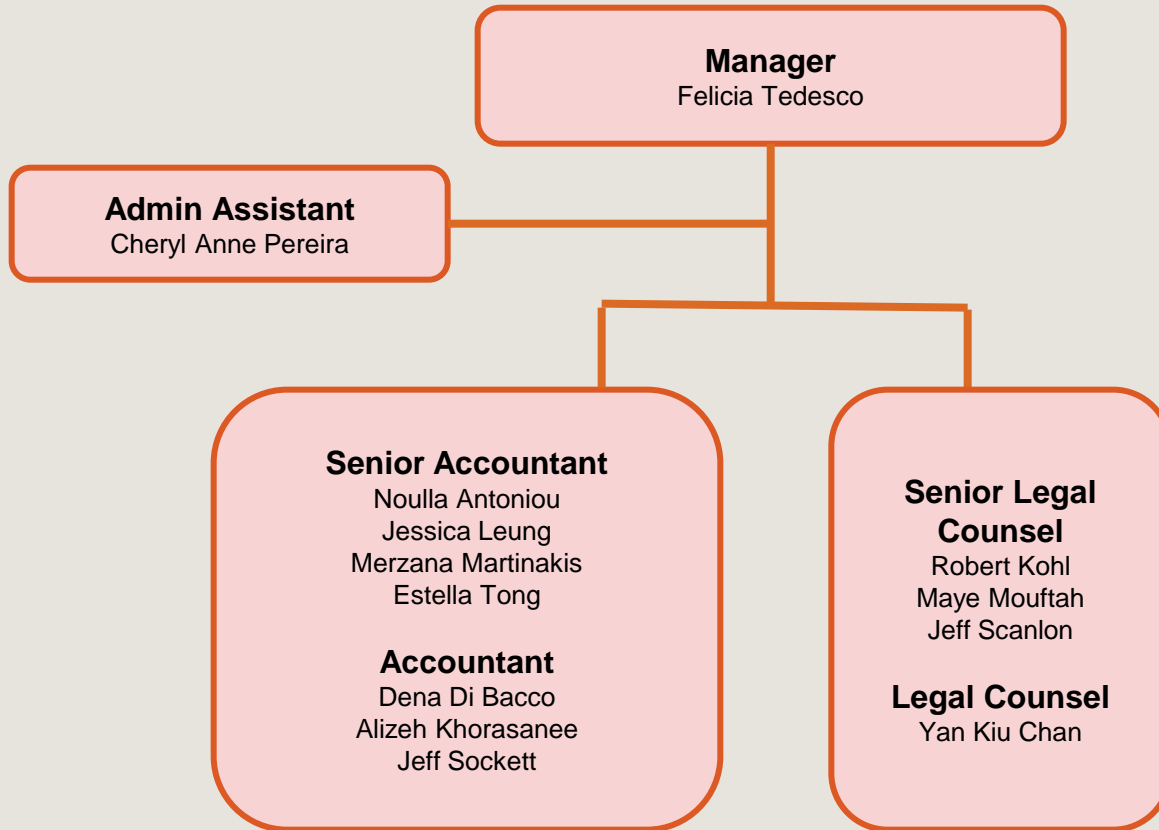 Manager
Felicia Tedesco
Admin Assistant
Cheryl Anne Pereira
Senior Accountant
Noulla Antoniou
Jessica Leung
Merzana Martinakis
Estella Tong
Accountant
Dena Di Bacco
Alizeh Khorasanee
Jeff Sockett
Senior Legal
Counsel
Robert Kohl
Maye Mouftah
Jeff Scanlon
Legal Counsel
Yan Kiu Chan